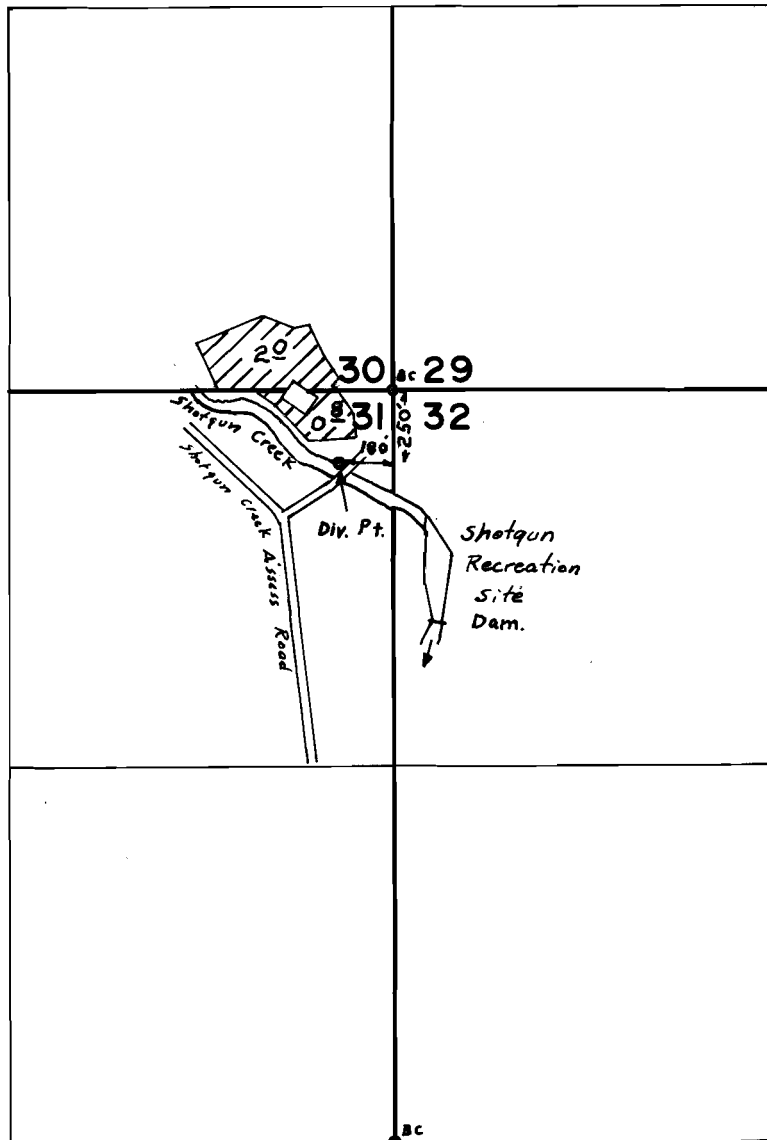 2.0
30 BC 29
0.8 31 32
250'
180'
Shotgun Creek
Shotgun Creek Access Road
Div. Pt.
Shotgun
Recreation
Site
Dam.
BC